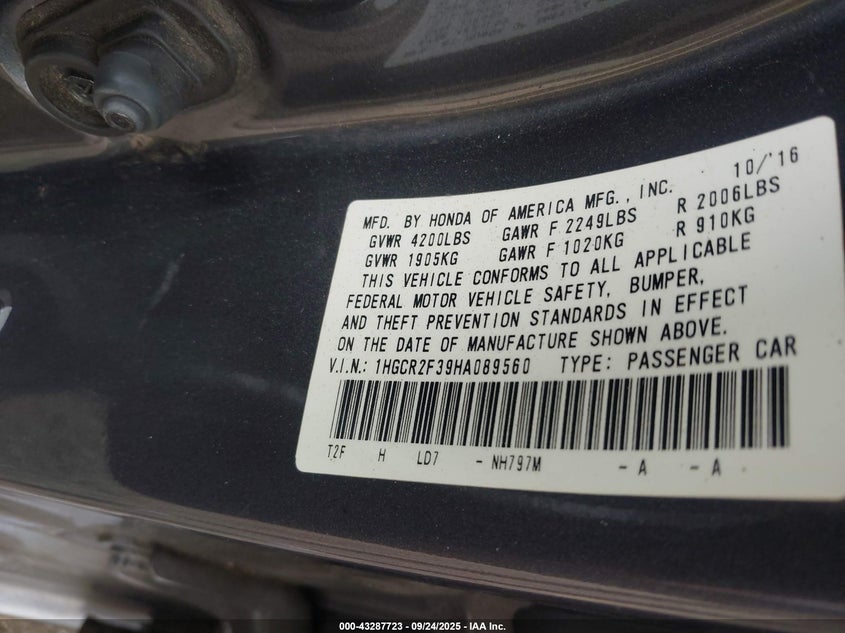 10/'16
MFD. BY HONDA OF AMERICA MFG., INC.
GVWR 4200LBS GAWR F 2249LBS R 2006LBS
GVWR 1905KG GAWR F 1020KG R 910KG
THIS VEHICLE CONFORMS TO ALL APPLICABLE
FEDERAL MOTOR VEHICLE SAFETY, BUMPER,
AND THEFT PREVENTION STANDARDS IN EFFECT
ON THE DATE OF MANUFACTURE SHOWN ABOVE.
V.I.N.: 1HGCR2F39HA089560 TYPE: PASSENGER CAR
T2F H LD7 - NH797M - A - A
000-43287723 - 09/24/2025 - IAA Inc.